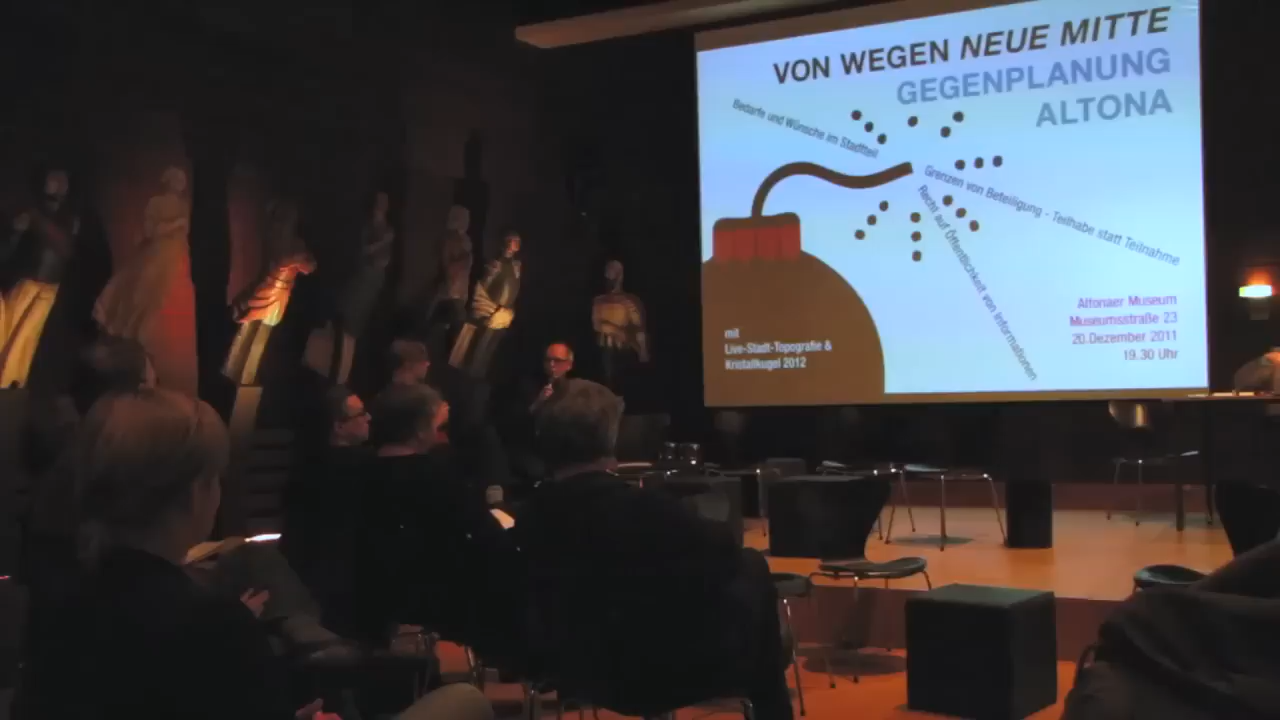 VON WEGEN NEUE MITTE
GEGENPLANUNG
ALTONA
Bedarfe und Wünsche im Stadtteil
Grenzen von Beteiligung - Teilhabe statt Teilnahme
Recht auf Öffentlichkeit von Informationen
mit
Live-Stadt-Topografie &
Kristallkugel 2012
Altonaer Museum
Museumsstraße 23
20.Dezember 2011
19.30 Uhr